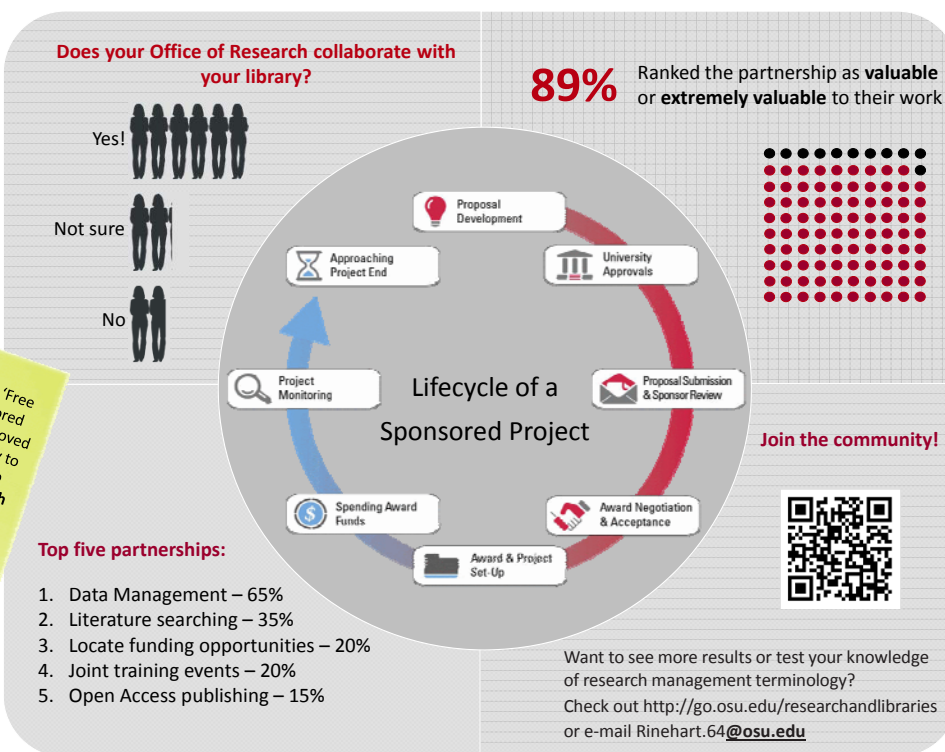 Does your Office of Research collaborate with
your library?
Yes!
Not sure
No
89%
Ranked the partnership as valuable
or extremely valuable to their work
Lifecycle of a
Sponsored Project
Proposal
Development
University
Approvals
Proposal Submission
& Sponsor Review
Award Negotiation
& Acceptance
Award & Project
Set-Up
Spending Award
Funds
Project
Monitoring
Approaching
Project End
'Free
to
Top five partnerships:
1. Data Management – 65%
2. Literature searching – 35%
3. Locate funding opportunities – 20%
4. Joint training events – 20%
5. Open Access publishing – 15%
Join the community!
Want to see more results or test your knowledge
of research management terminology?
Check out http://go.osu.edu/researchandlibraries
or e-mail Rinehart.64@osu.edu